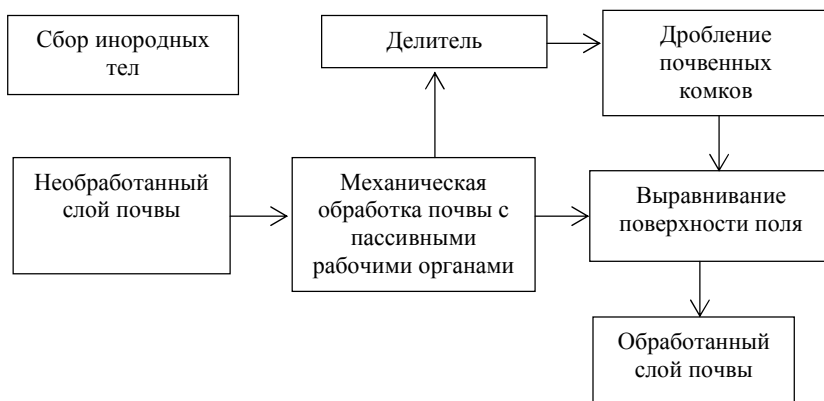 Сбор инородных
тел
Делитель
Дробление
почвенных
комков
Необработанный
слой почвы
Механическая
обработка почвы с
пассивными
рабочими органами
Выравнивание
поверхности поля
Обработанный
слой почвы